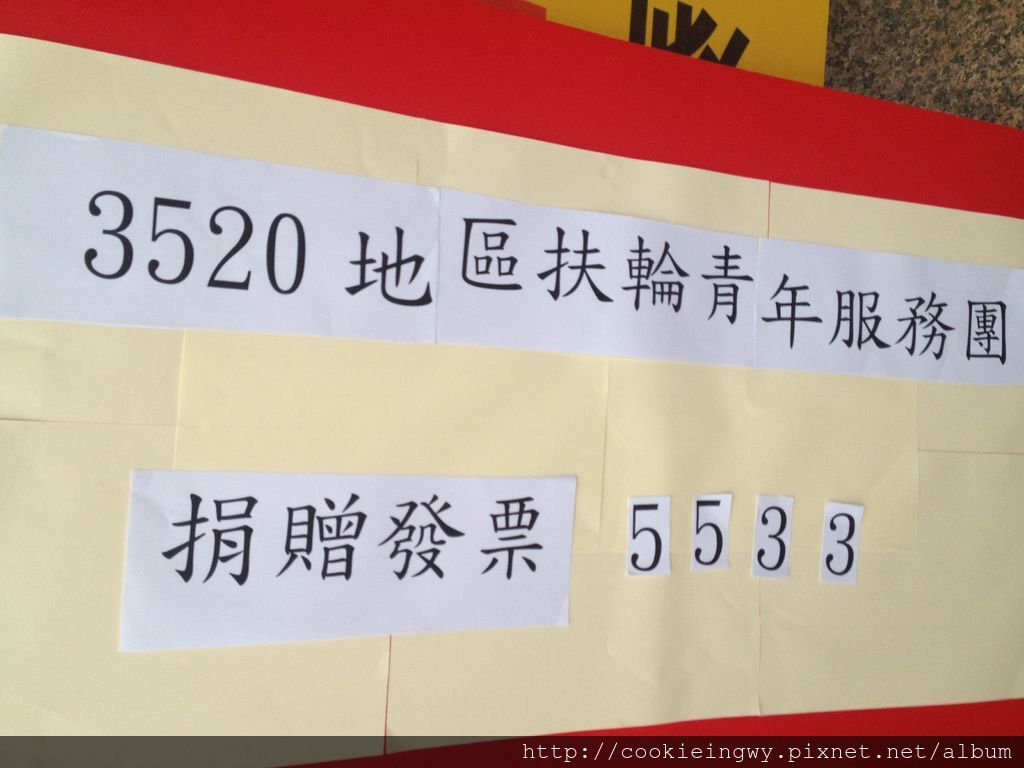 3520 地區扶輪青年服務團
捐贈發票 5533
http://cookieingwy.pixnet.net/album